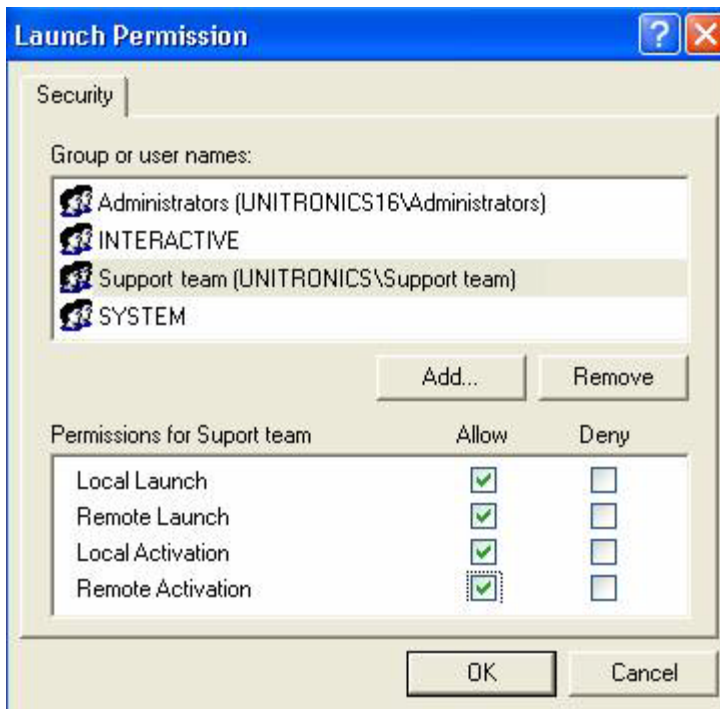 Launch Permission
Security
Group or user names:
Administrators (UNITRONICS16\Administrators)
INTERACTIVE
Support team (UNITRONICS\Support team)
SYSTEM
Add... Remove
Permissions for Suport team Allow Deny
Local Launch
Remote Launch
Local Activation
Remote Activation
OK Cancel